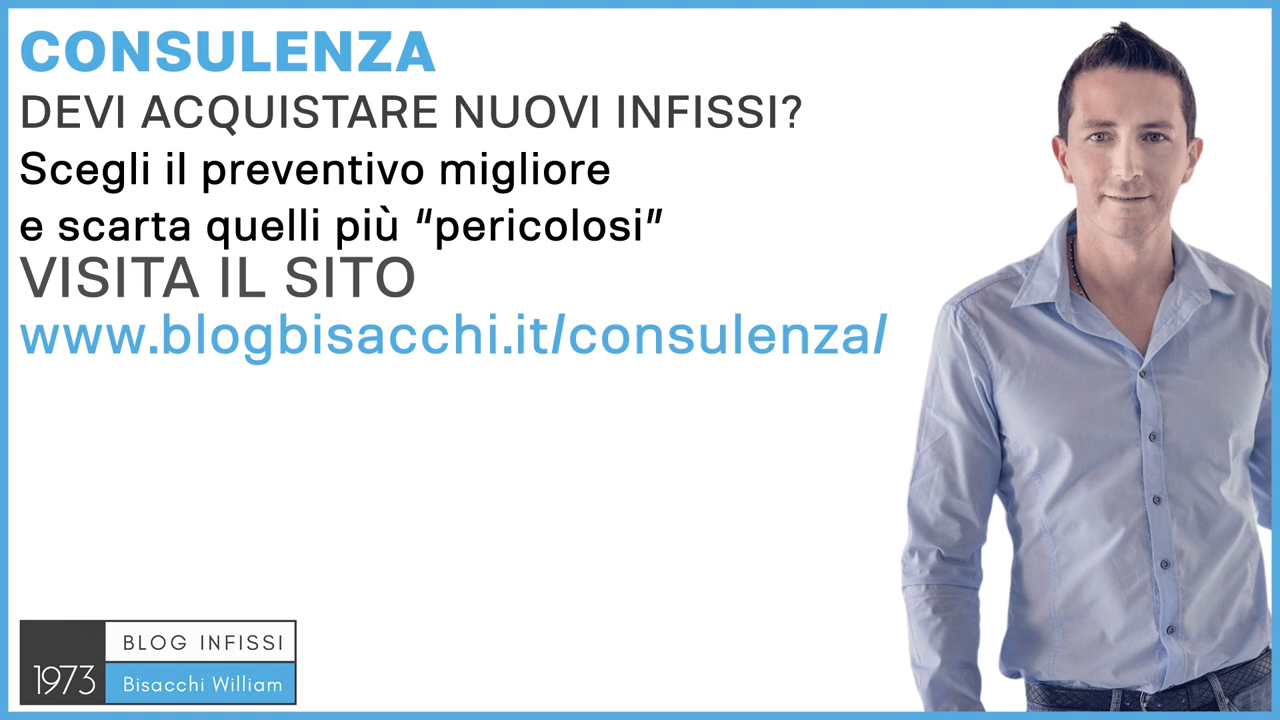 CONSULENZA
DEVI ACQUISTARE NUOVI INFISSI?
Scegli il preventivo migliore
e scarta quelli più “pericolosi”
VISITA IL SITO
www.blogbisacchi.it/consulenza/
1973
BLOG INFISSI
Bisacchi William